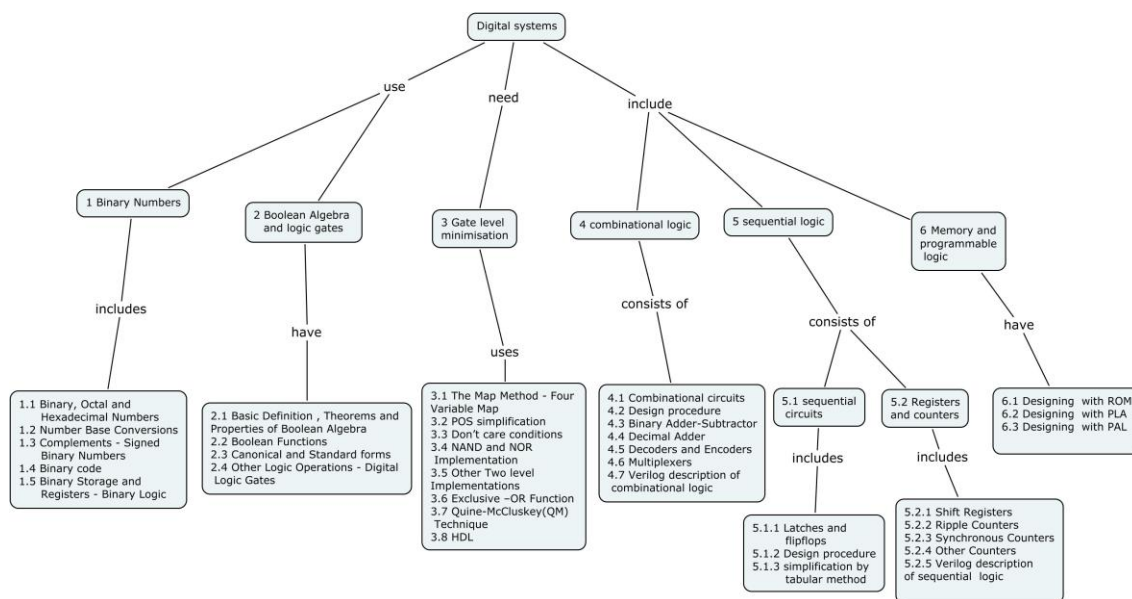 Digital systems
use
need
include
1 Binary Numbers
2 Boolean Algebra
and logic gates
3 Gate level
minimisation
4 combinational logic
5 sequential logic
6 Memory and
programmable
logic
includes
have
uses
consists of
consists of
have
1.1 Binary, Octal and
Hexadecimal Numbers
1.2 Number Base Conversions
1.3 Complements - Signed
Binary Numbers
1.4 Binary code
1.5 Binary Storage and
Registers - Binary Logic
2.1 Basic Definition , Theorems and
Properties of Boolean Algebra
2.2 Boolean Functions
2.3 Canonical and Standard forms
2.4 Other Logic Operations - Digital
Logic Gates
3.1 The Map Method - Four
Variable Map
3.2 POS simplification
3.3 Don't care conditions
3.4 NAND and NOR
Implementation
3.5 Other Two level
Implementations
3.6 Exclusive –OR Function
3.7 Quine-McCluskey(QM)
Technique
3.8 HDL
4.1 Combinational circuits
4.2 Design procedure
4.3 Binary Adder-Subtractor
4.4 Decimal Adder
4.5 Decoders and Encoders
4.6 Multiplexers
4.7 Verilog description of
combinational logic
5.1 sequential
circuits
5.2 Registers
and counters
6.1 Designing with ROM
6.2 Designing with PLA
6.3 Designing with PAL
includes
includes
5.1.1 Latches and
flipflops
5.1.2 Design procedure
5.1.3 simplification by
tabular method
5.2.1 Shift Registers
5.2.2 Ripple Counters
5.2.3 Synchronous Counters
5.2.4 Other Counters
5.2.5 Verilog description
of sequential logic